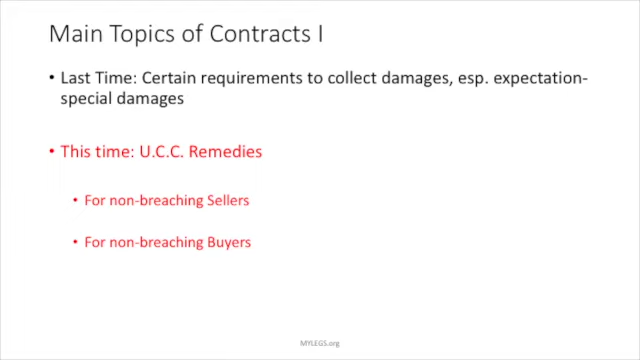 Main Topics of Contracts I
• Last Time: Certain requirements to collect damages, esp. expectation-
special damages
• This time: U.C.C. Remedies
• For non-breaching Sellers
• For non-breaching Buyers
MYLEGS.org